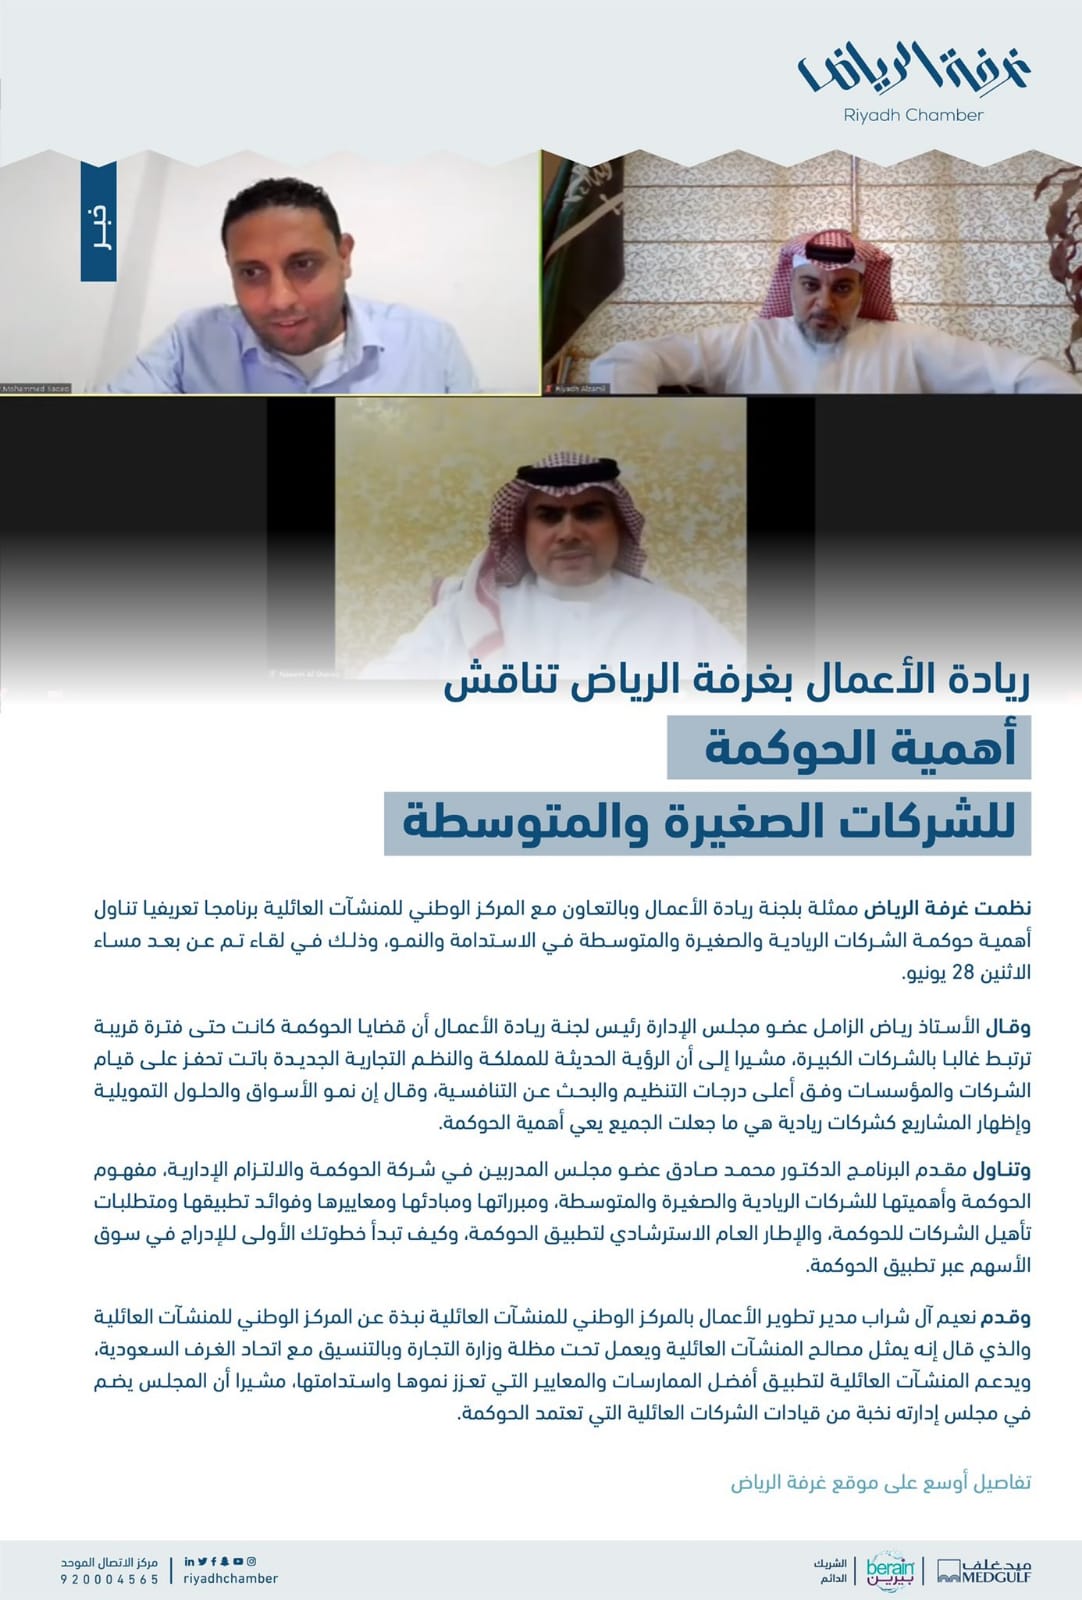 غرفة الرياض
Riyadh Chamber
خبر
Mohammed Sadeq
Riyadh Alzamil
Naeem Al Sharab
ريادة الأعمال بغرفة الرياض تناقش
أهمية الحوكمة
للشركات الصغيرة والمتوسطة
نظمت غرفة الرياض ممثلة بلجنة ريادة الأعمال وبالتعاون مع المركز الوطني للمنشآت العائلية برنامجا تعريفيا تناول
أهمية حوكمة الشركات الريادية والصغيرة والمتوسطة في الاستدامة والنمو، وذلك في لقاء تم عن بعد مساء
الاثنين 28 يونيو.
وقال الأستاذ رياض الزامل عضو مجلس الإدارة رئيس لجنة ريادة الأعمال أن قضايا الحوكمة كانت حتى فترة قريبة
ترتبط غالبا بالشركات الكبيرة، مشيرا إلى أن الرؤية الحديثة للمملكة والنظم التجارية الجديدة باتت تحفز على قيام
الشركات والمؤسسات وفق أعلى درجات التنظيم والبحث عن التنافسية، وقال إن نمو الأسواق والحلول التمويلية
وإظهار المشاريع كشركات ريادية هي ما جعلت الجميع يعي أهمية الحوكمة.
وتناول مقدم البرنامج الدكتور محمد صادق عضو مجلس المدربين في شركة الحوكمة والالتزام الإدارية، مفهوم
الحوكمة وأهميتها للشركات الريادية والصغيرة والمتوسطة، ومبرراتها ومبادئها ومعاييرها وفوائد تطبيقها ومتطلبات
تأهيل الشركات للحوكمة، والإطار العام الاسترشادي لتطبيق الحوكمة، وكيف تبدأ خطوتك الأولى للإدراج في سوق
الأسهم عبر تطبيق الحوكمة.
وقدم نعيم آل شراب مدير تطوير الأعمال بالمركز الوطني للمنشآت العائلية نبذة عن المركز الوطني للمنشآت العائلية
والذي قال إنه يمثل مصالح المنشآت العائلية ويعمل تحت مظلة وزارة التجارة وبالتنسيق مع اتحاد الغرف السعودية،
ويدعم المنشآت العائلية لتطبيق أفضل الممارسات والمعايير التي تعزز نموها واستدامتها، مشيرا أن المجلس يضم
في مجلس إدارته نخبة من قيادات الشركات العائلية التي تعتمد الحوكمة.
تفاصيل أوسع على موقع غرفة الرياض
ميدغلف
MEDGULF
berain
بيرين
الشريك
الدائم
riyadhchamber
مركز الاتصال الموحد
920004565